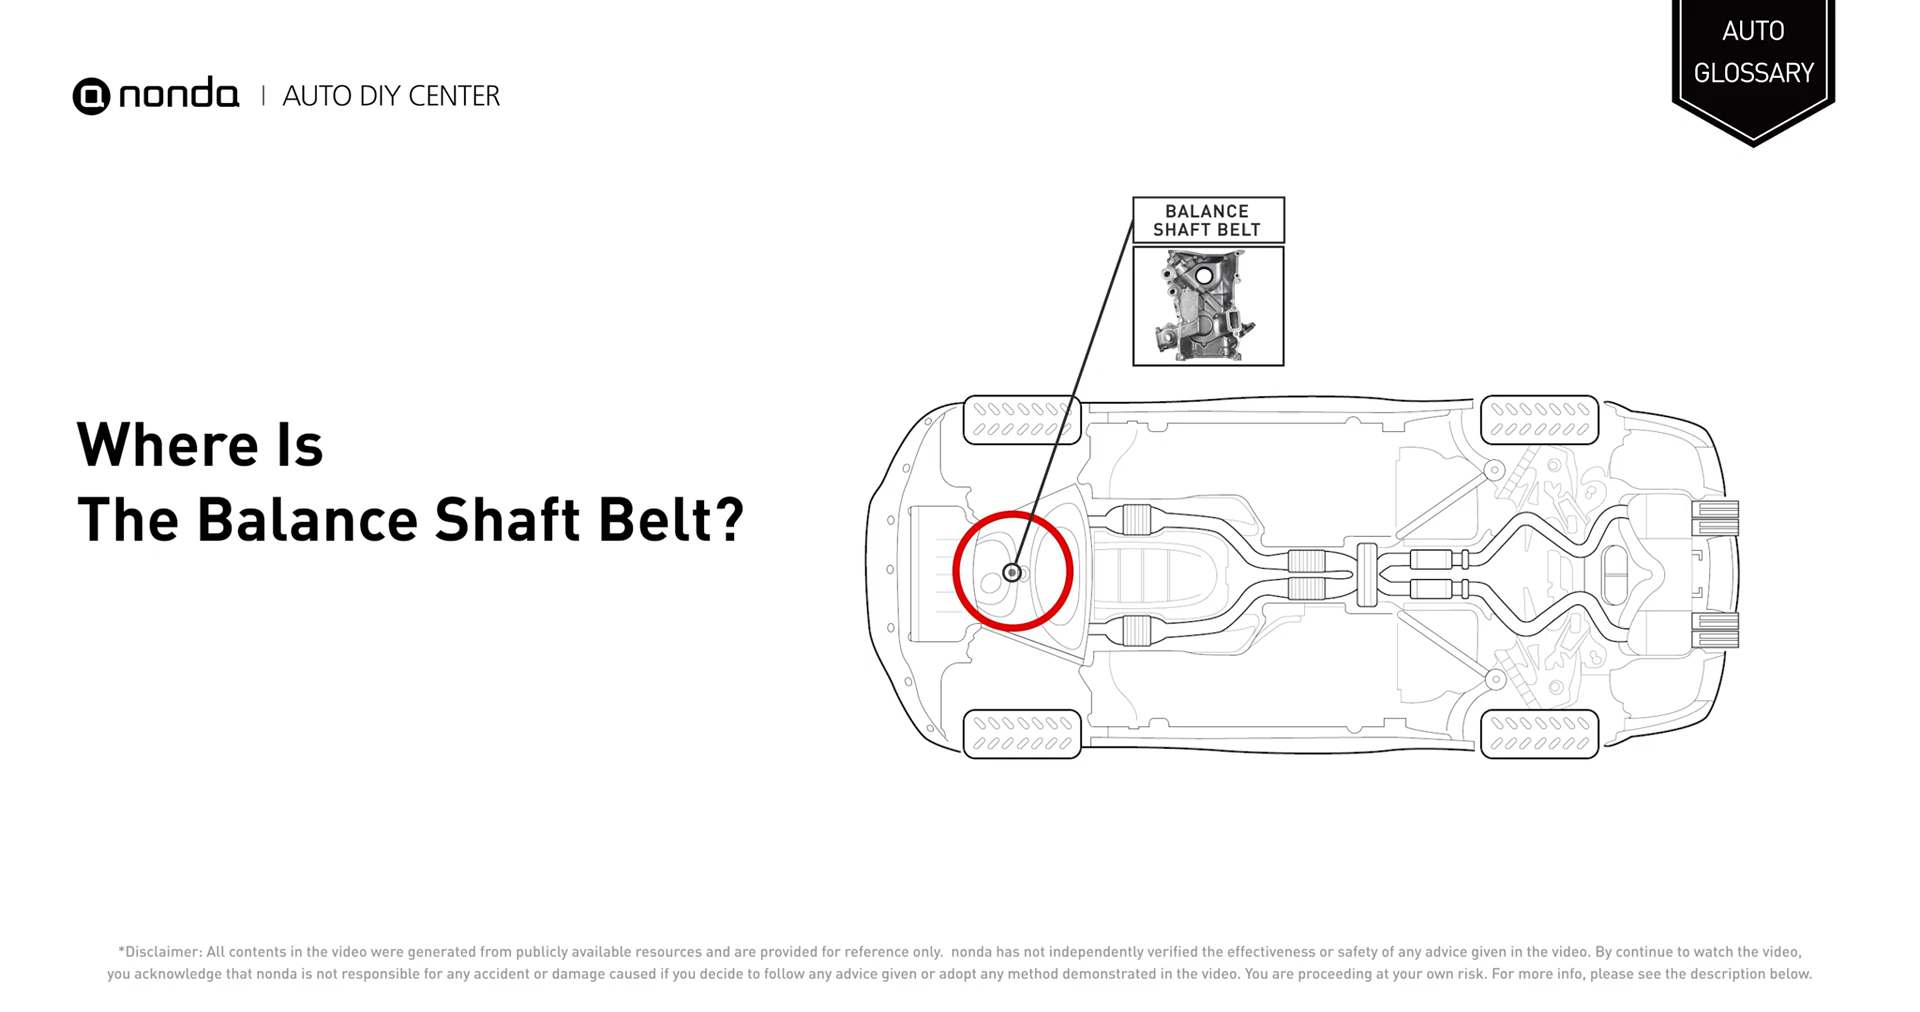 nonda | AUTO DIY CENTER
AUTO
GLOSSARY
BALANCE
SHAFT BELT
Where Is
The Balance Shaft Belt?
*Disclaimer: All contents in the video were generated from publicly available resources and are provided for reference only. nonda has not independently verified the effectiveness or safety of any advice given in the video. By continue to watch the video,
you acknowledge that nonda is not responsible for any accident or damage caused if you decide to follow any advice given or adopt any method demonstrated in the video. You are proceeding at your own risk. For more info, please see the description below.